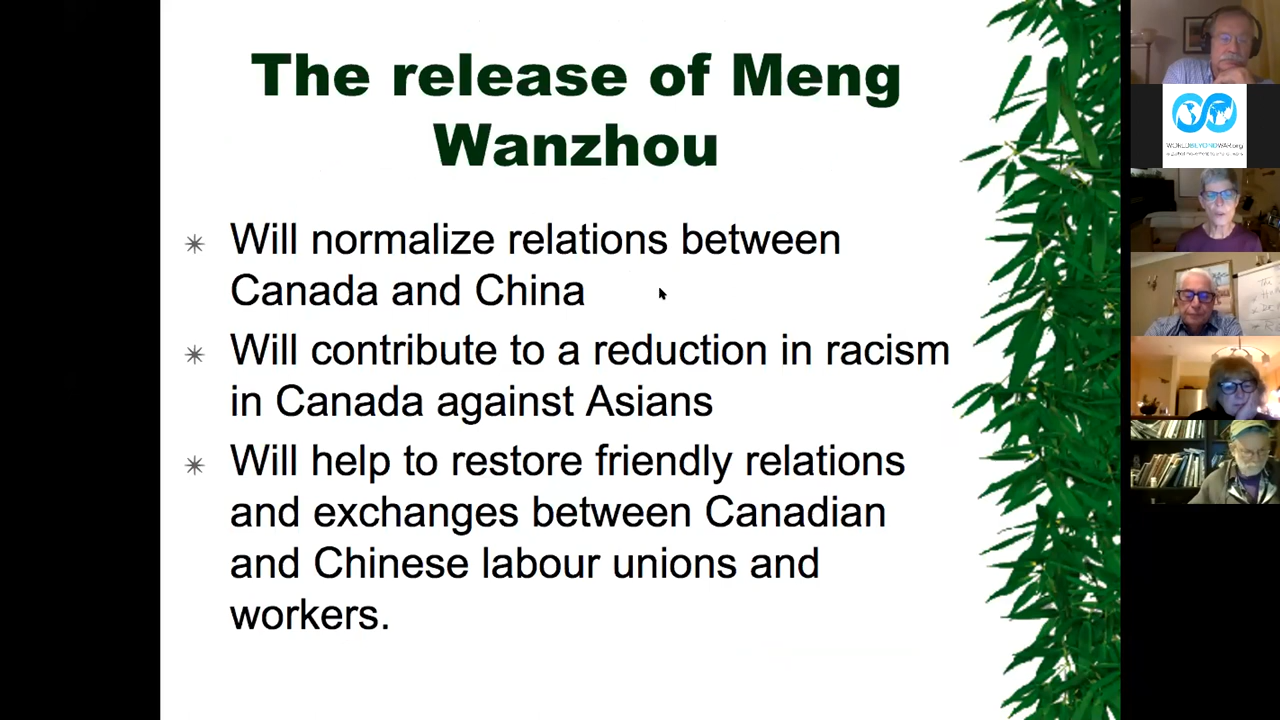 The release of Meng
Wanzhou
Will normalize relations between
Canada and China
Will contribute to a reduction in racism
in Canada against Asians
Will help to restore friendly relations
and exchanges between Canadian
and Chinese labour unions and
workers.
WORLDBEYONDWAR.org